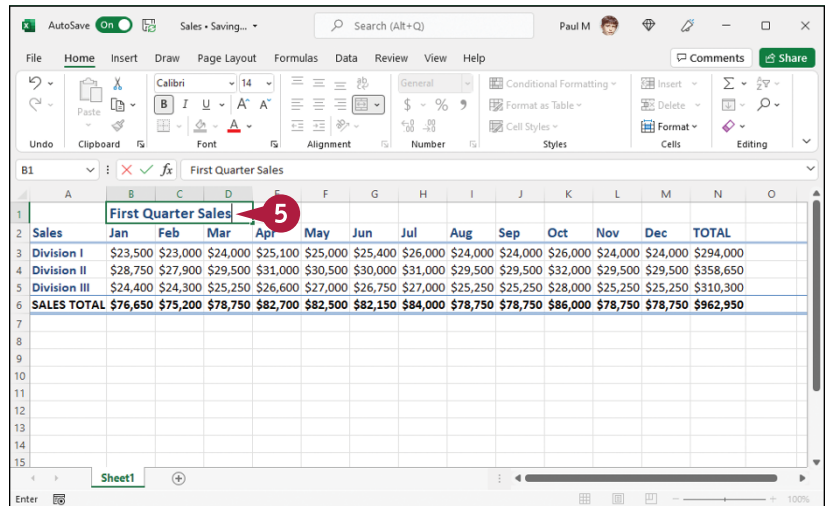 AutoSave On Sales • Saving... Search (Alt+Q) Paul M
File Home Insert Draw Page Layout Formulas Data Review View Help Comments Share
Calibri 14 General Conditional Formatting Insert
Paste B I U A A $ % 9 Format as Table Delete
A Cell Styles Format
Undo Clipboard Font Alignment Number Styles Cells Editing
B1 fx First Quarter Sales
A B C D E F G H I J K L M N O
1 First Quarter Sales 5
2 Sales Jan Feb Mar Apr May Jun Jul Aug Sep Oct Nov Dec TOTAL
3 Division I $23,500 $23,000 $24,000 $25,100 $25,000 $25,400 $26,000 $24,000 $24,000 $26,000 $24,000 $24,000 $294,000
4 Division II $28,750 $27,900 $29,500 $31,000 $30,500 $30,000 $31,000 $29,500 $29,500 $32,000 $29,500 $29,500 $358,650
5 Division III $24,400 $24,300 $25,250 $26,600 $27,000 $26,750 $27,000 $25,250 $25,250 $28,000 $25,250 $25,250 $310,300
6 SALES TOTAL $76,650 $75,200 $78,750 $82,700 $82,500 $82,150 $84,000 $78,750 $78,750 $86,000 $78,750 $78,750 $962,950
7
8
9
10
11
12
13
14
15
Sheet1
Enter 100%